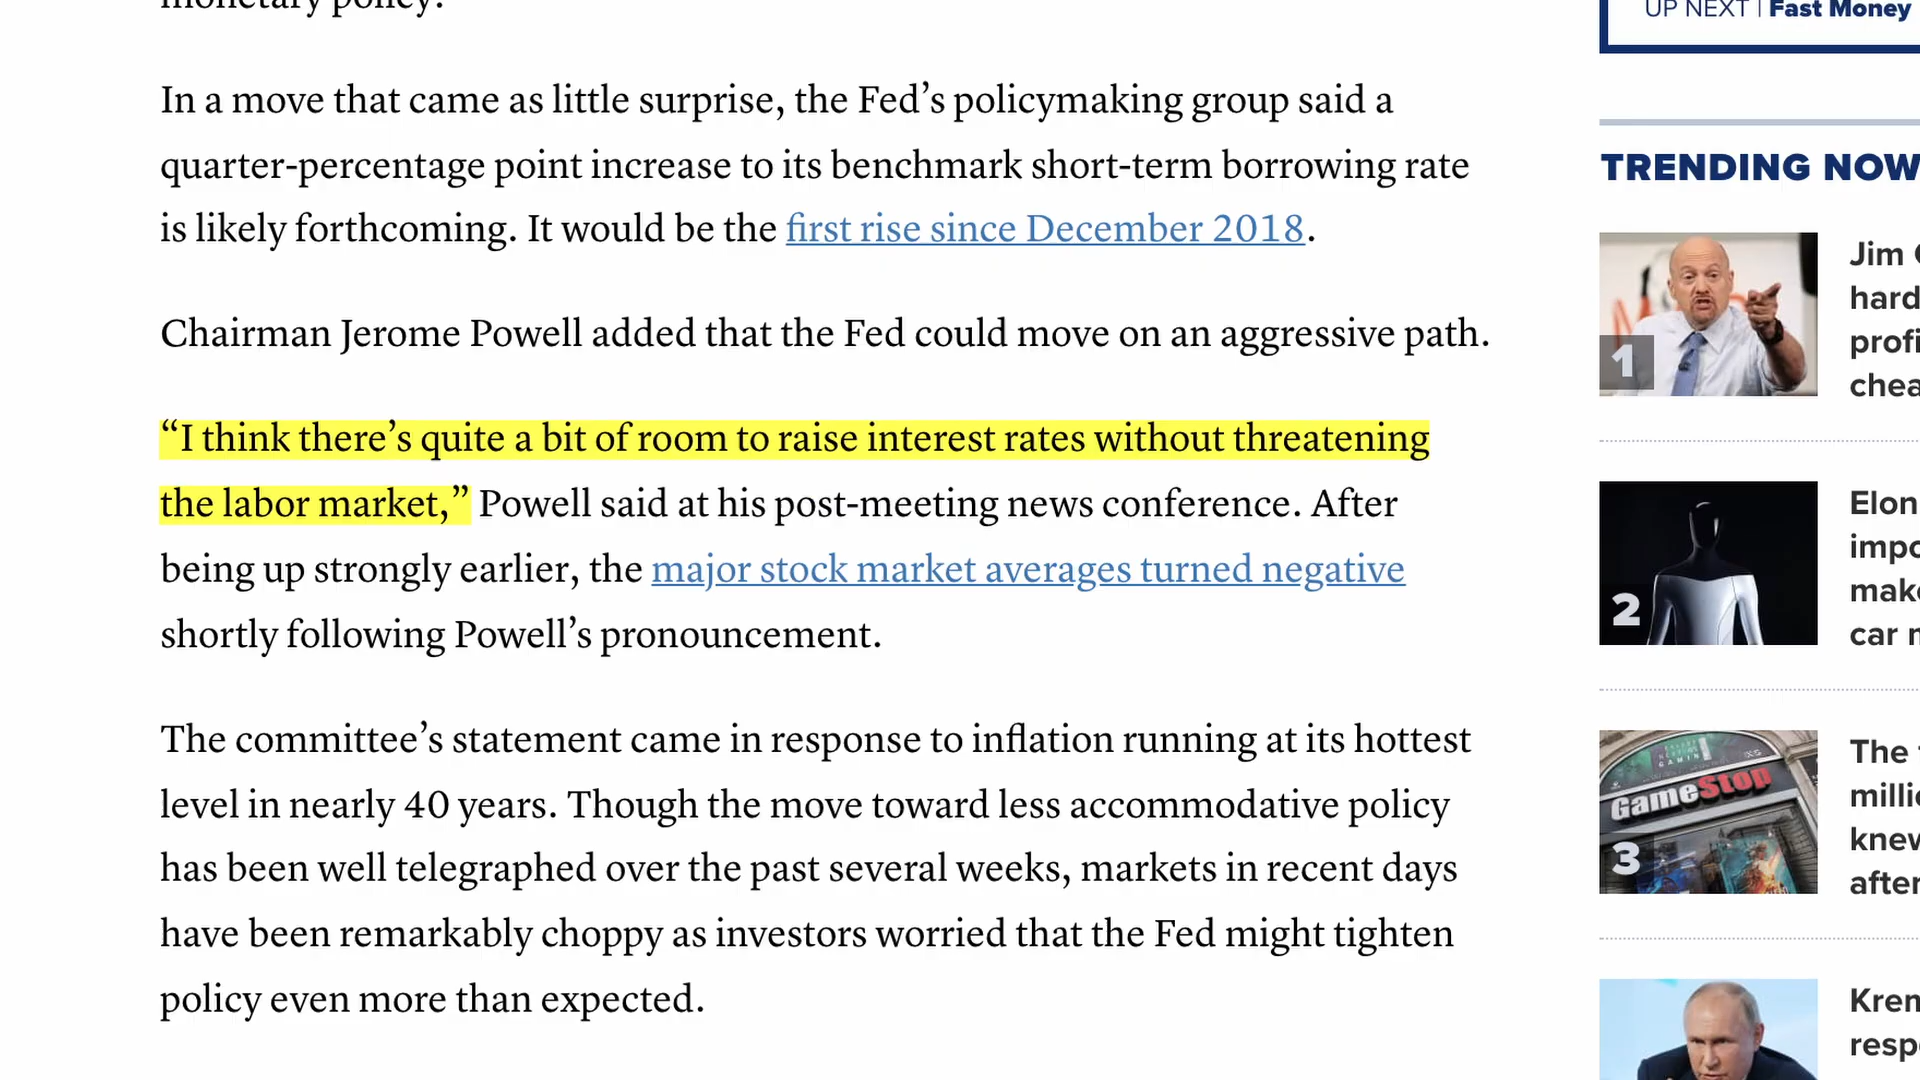 monetary policy.
In a move that came as little surprise, the Fed’s policymaking group said a
quarter-percentage point increase to its benchmark short-term borrowing rate
is likely forthcoming. It would be the first rise since December 2018.
Chairman Jerome Powell added that the Fed could move on an aggressive path.
“I think there’s quite a bit of room to raise interest rates without threatening
the labor market,” Powell said at his post-meeting news conference. After
being up strongly earlier, the major stock market averages turned negative
shortly following Powell’s pronouncement.
The committee’s statement came in response to inflation running at its hottest
level in nearly 40 years. Though the move toward less accommodative policy
has been well telegraphed over the past several weeks, markets in recent days
have been remarkably choppy as investors worried that the Fed might tighten
policy even more than expected.
UP NEXT | Fast Money
TRENDING NOW
1
Jim
hard
2
Elon
car
3
GameStop
The
knew
after